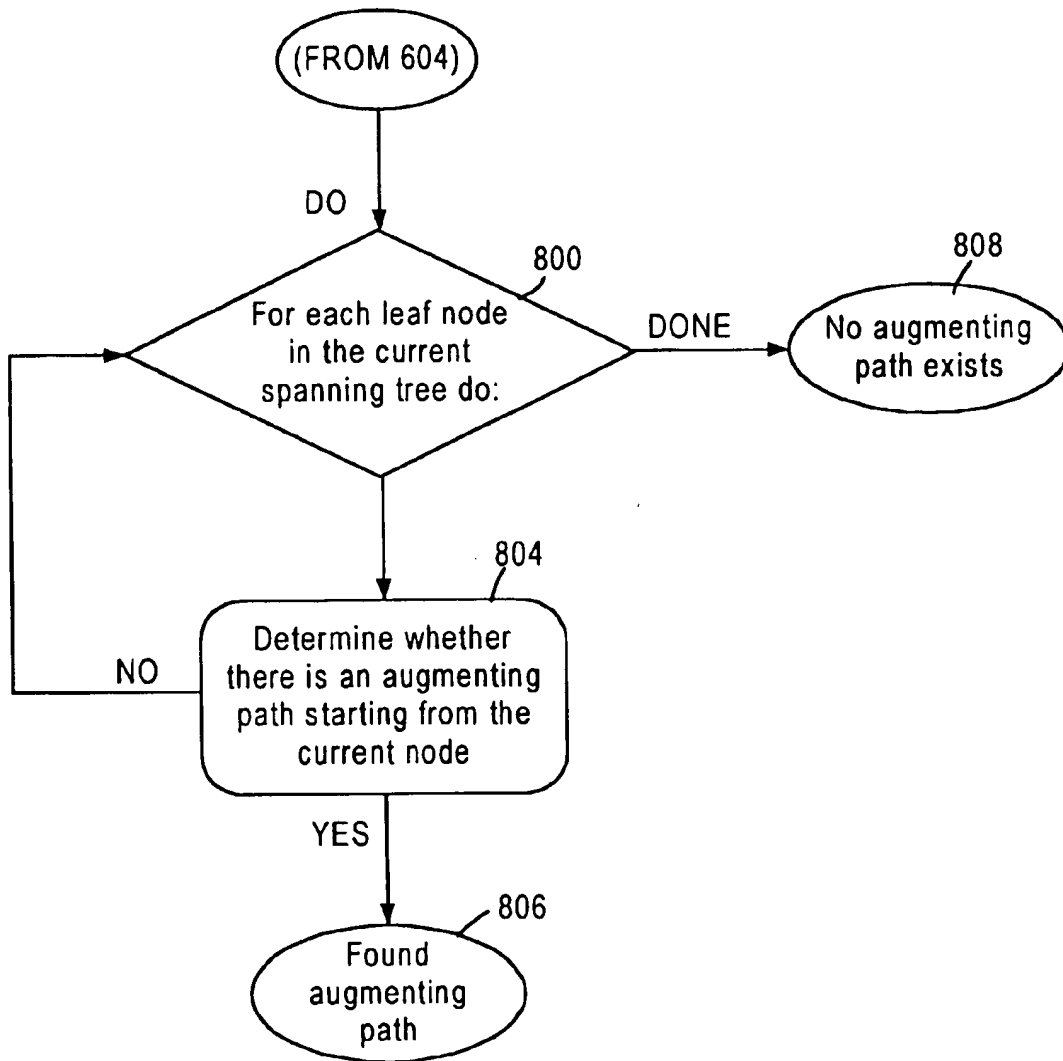 (FROM 604)
DO
800
For each leaf node
in the current
spanning tree do:
DONE
808
No augmenting
path exists
804
Determine whether
there is an augmenting
path starting from the
current node
NO
YES
806
Found
augmenting
path